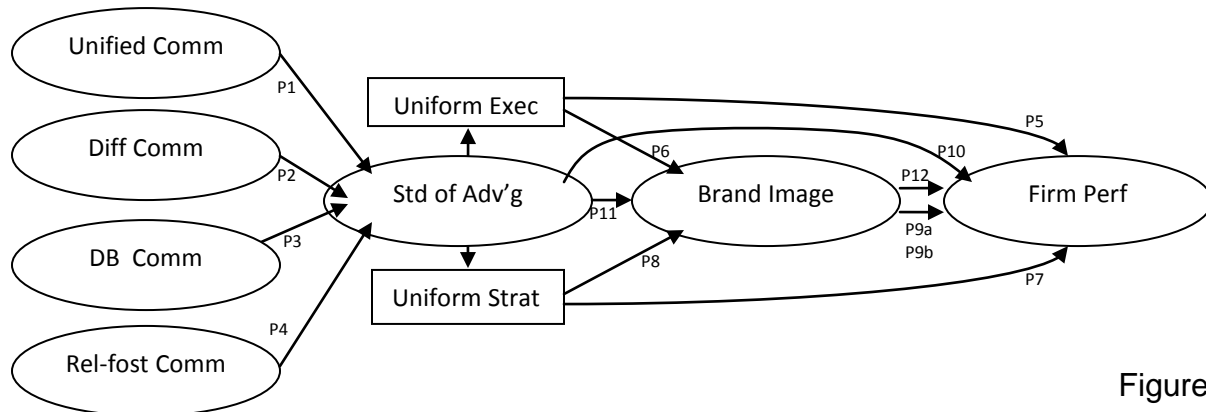 Unified Comm
P1
Uniform Exec
P5
Diff Comm
P2
P6
P10
Std of Adv'g
Brand Image
P12
Firm Perf
P11
P9a
P9b
DB Comm
P3
P8
P7
Uniform Strat
P4
Rel-fost Comm
Figure